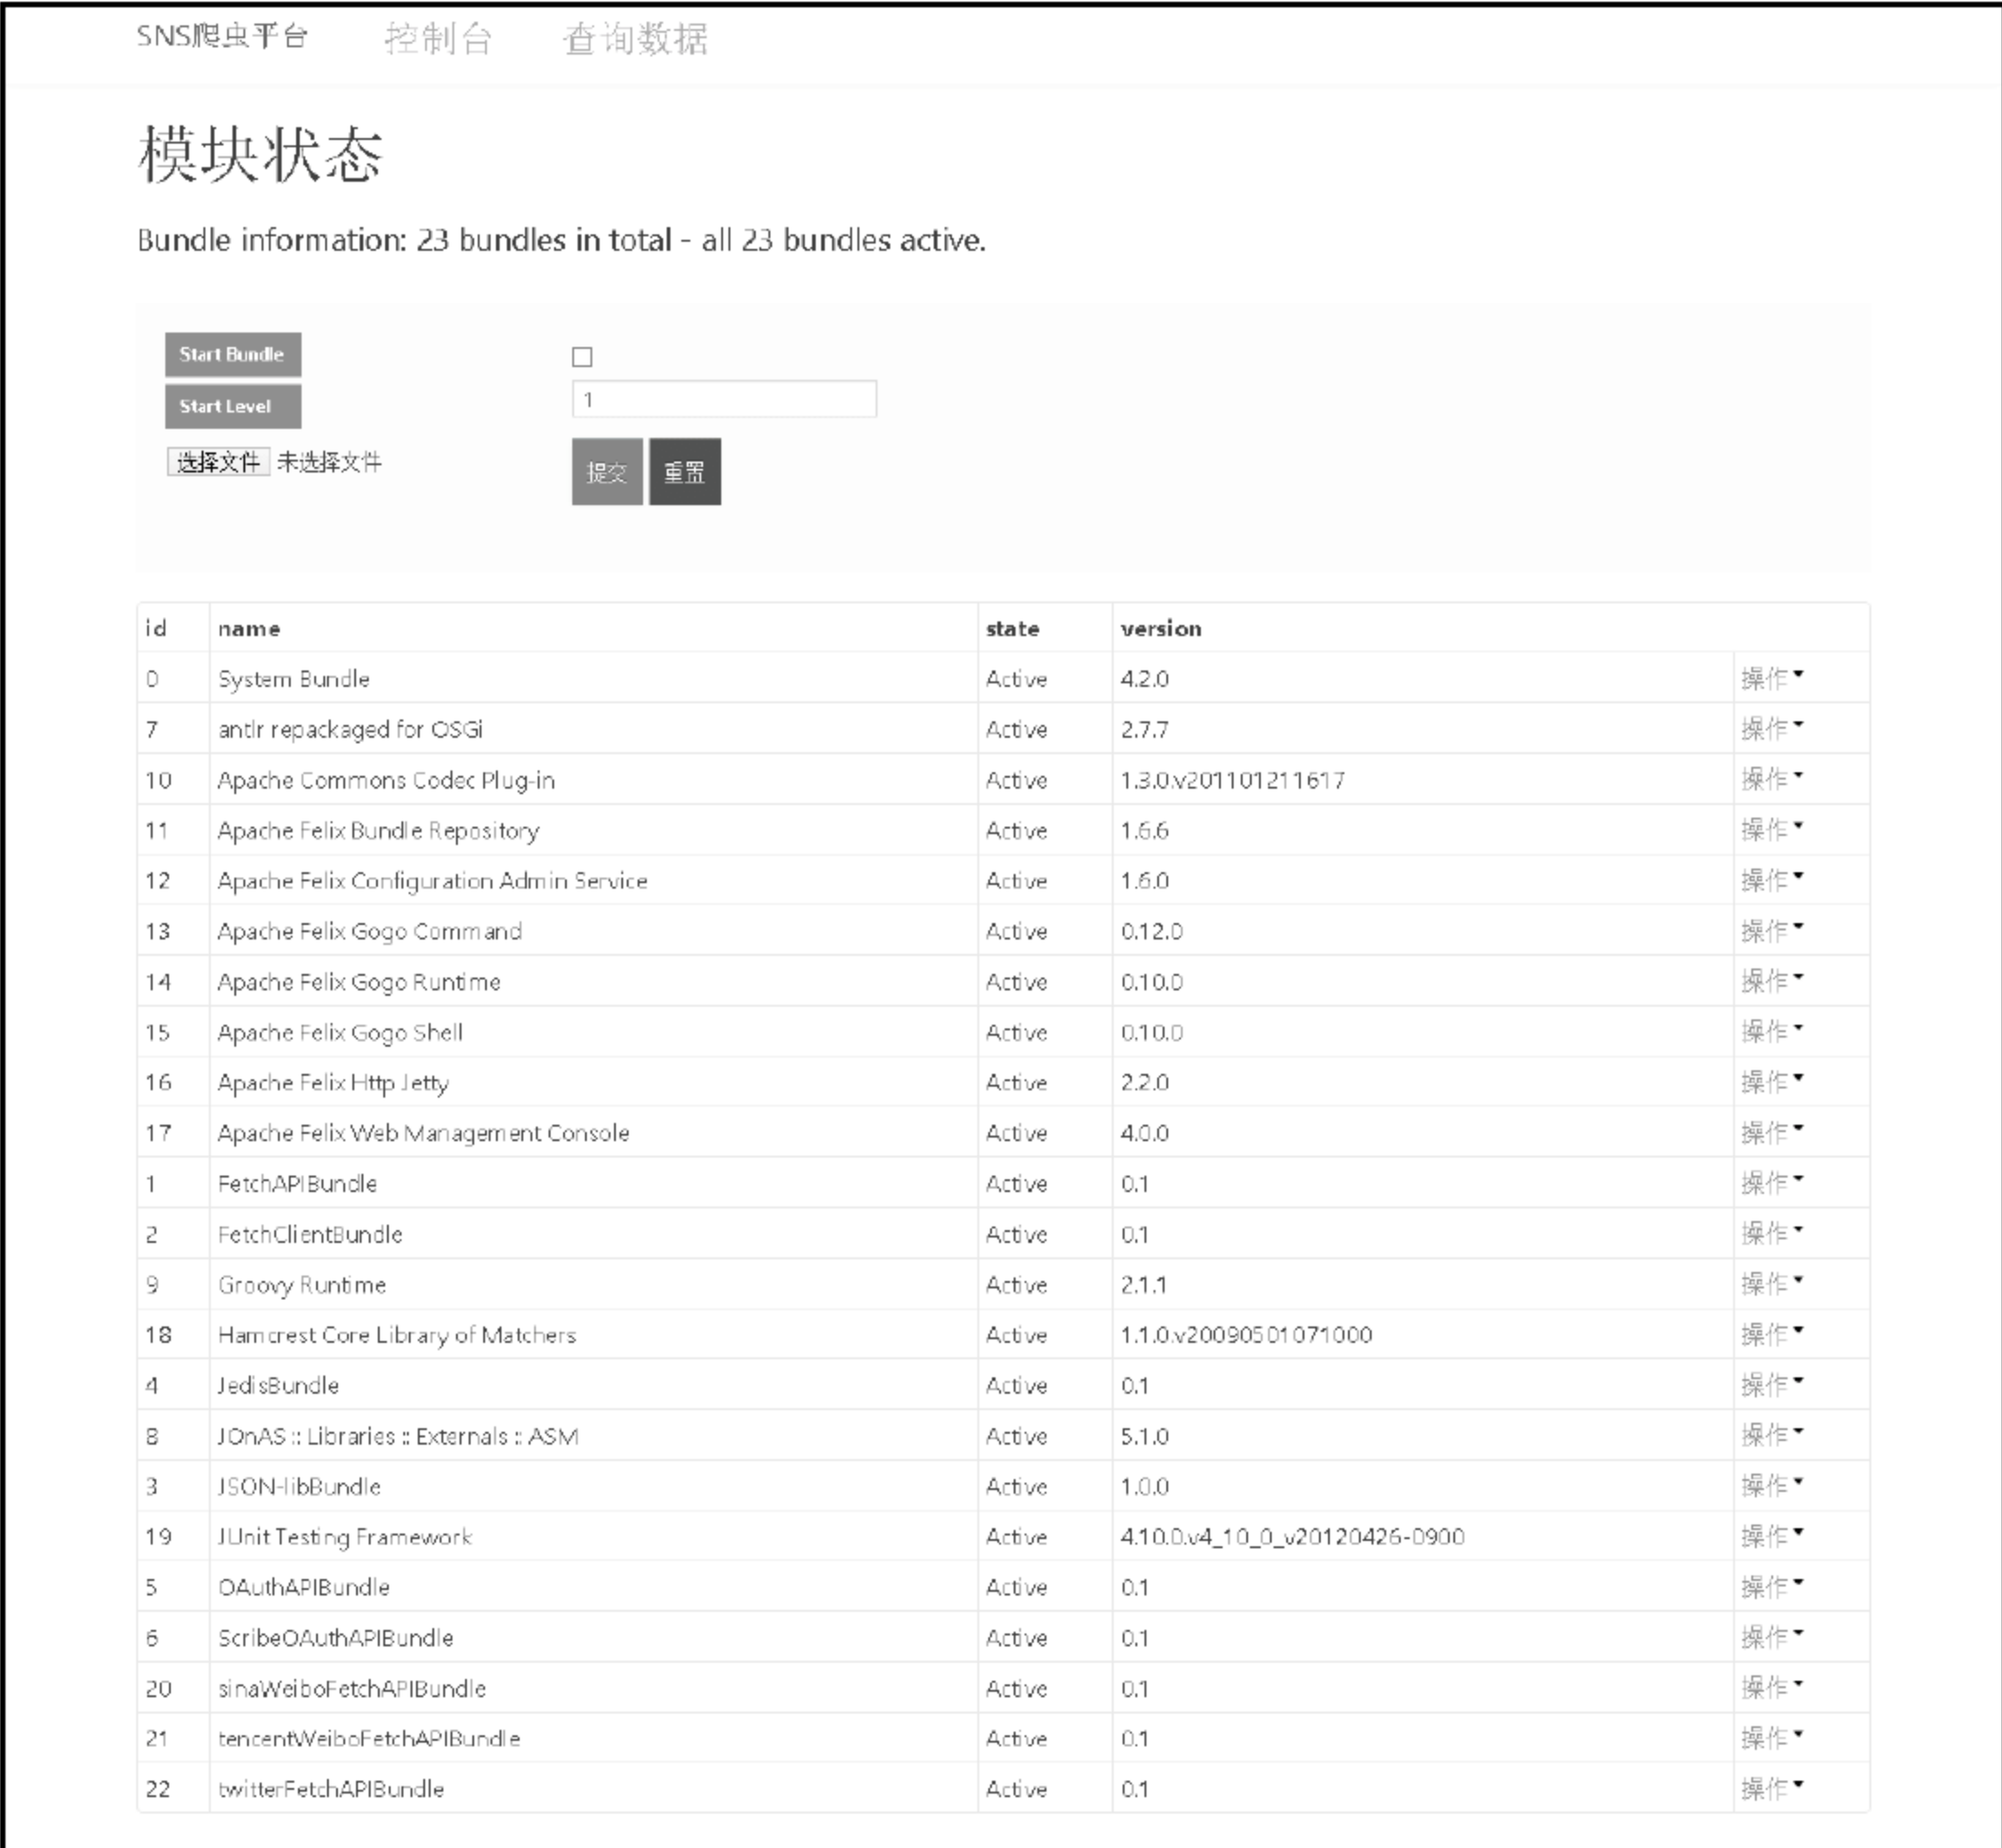 SNS爬虫平台 控制台 查询数据
模块状态
Bundle information: 23 bundles in total - all 23 bundles active.
Start Bundle
Start Level 1
选择文件 未选择文件 提交 重置
id name state version
0 System Bundle Active 4.2.0 操作
7 antlr repackaged for OSGi Active 2.7.7 操作
10 Apache Commons Codec Plug-in Active 1.3.0.v201101211617 操作
11 Apache Felix Bundle Repository Active 1.6.6 操作
12 Apache Felix Configuration Admin Service Active 1.6.0 操作
13 Apache Felix Gogo Command Active 0.12.0 操作
14 Apache Felix Gogo Runtime Active 0.10.0 操作
15 Apache Felix Gogo Shell Active 0.10.0 操作
16 Apache Felix Http Jetty Active 2.2.0 操作
17 Apache Felix Web Management Console Active 4.0.0 操作
1 FetchAPIBundle Active 0.1 操作
2 FetchClientBundle Active 0.1 操作
9 Groovy Runtime Active 2.1.1 操作
18 Hamcrest Core Library of Matchers Active 1.1.0.v20090501071000 操作
4 JedisBundle Active 0.1 操作
8 JOnAS :: Libraries :: Externals :: ASM Active 5.1.0 操作
3 JSON-libBundle Active 1.0.0 操作
19 JUnit Testing Framework Active 4.10.0.v4_10_0_v20120426-0900 操作
5 OAuthAPIBundle Active 0.1 操作
6 ScribeOAuthAPIBundle Active 0.1 操作
20 sinaWeiboFetchAPIBundle Active 0.1 操作
21 tencentWeiboFetchAPIBundle Active 0.1 操作
22 twitterFetchAPIBundle Active 0.1 操作